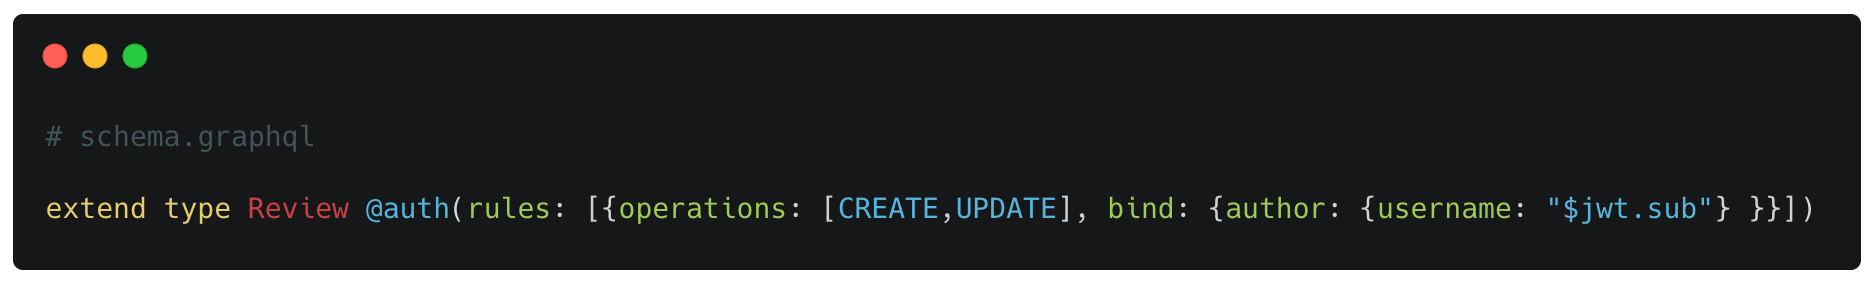 # schema.graphql
extend type Review @auth(rules: [{operations: [CREATE,UPDATE], bind: {author: {username: "$jwt.sub"} }}])